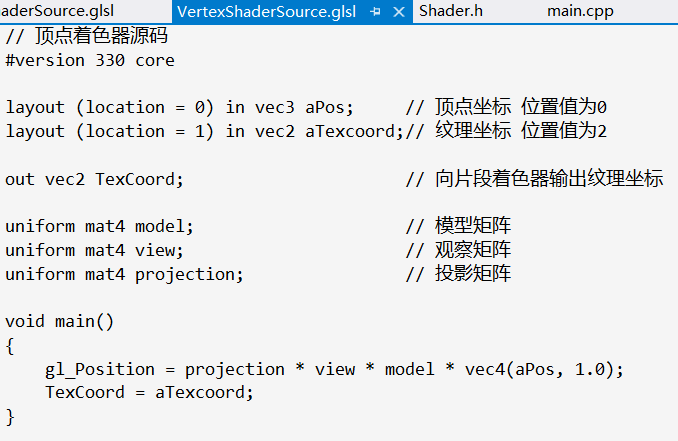 aderSource.glsl VertexShaderSource.glsl Shader.h main.cpp
// 顶点着色器源码
#version 330 core
layout (location = 0) in vec3 aPos; // 顶点坐标 位置值为0
layout (location = 1) in vec2 aTexcoord;// 纹理坐标 位置值为2
out vec2 TexCoord; // 向片段着色器输出纹理坐标
uniform mat4 model; // 模型矩阵
uniform mat4 view; // 观察矩阵
uniform mat4 projection; // 投影矩阵
void main()
{
gl_Position = projection * view * model * vec4(aPos, 1.0);
TexCoord = aTexcoord;
}